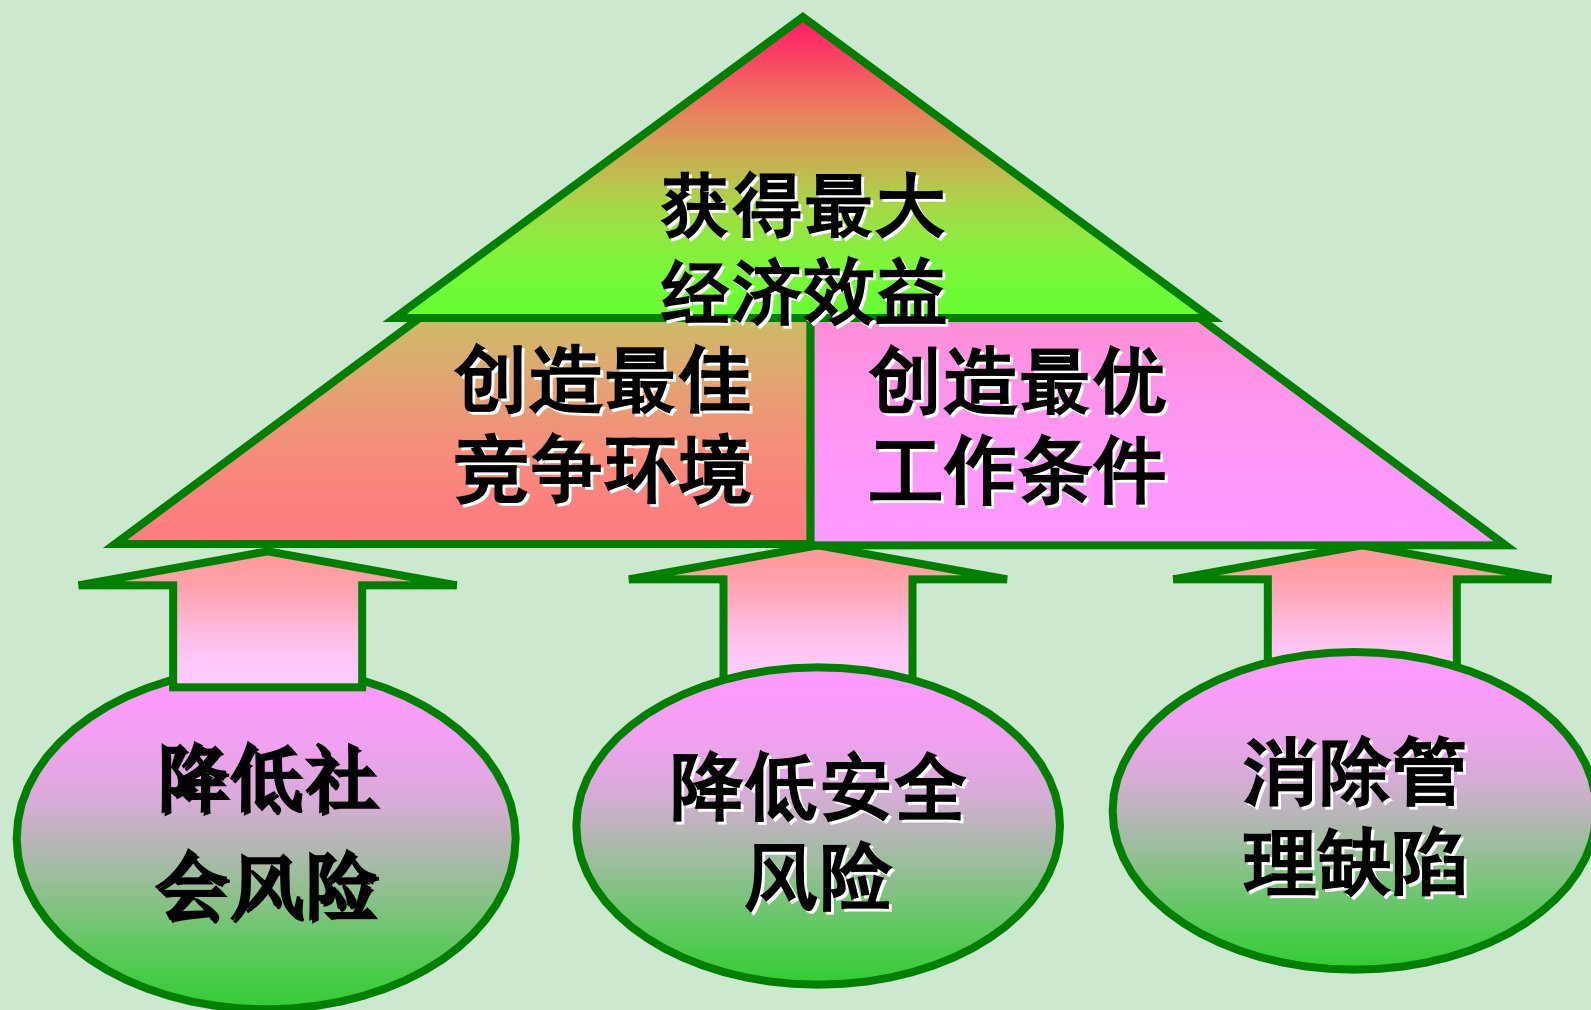 获得最大
经济效益
创造最佳
竞争环境
创造最优
工作条件
降低社
会风险
降低安全
风险
消除管
理缺陷